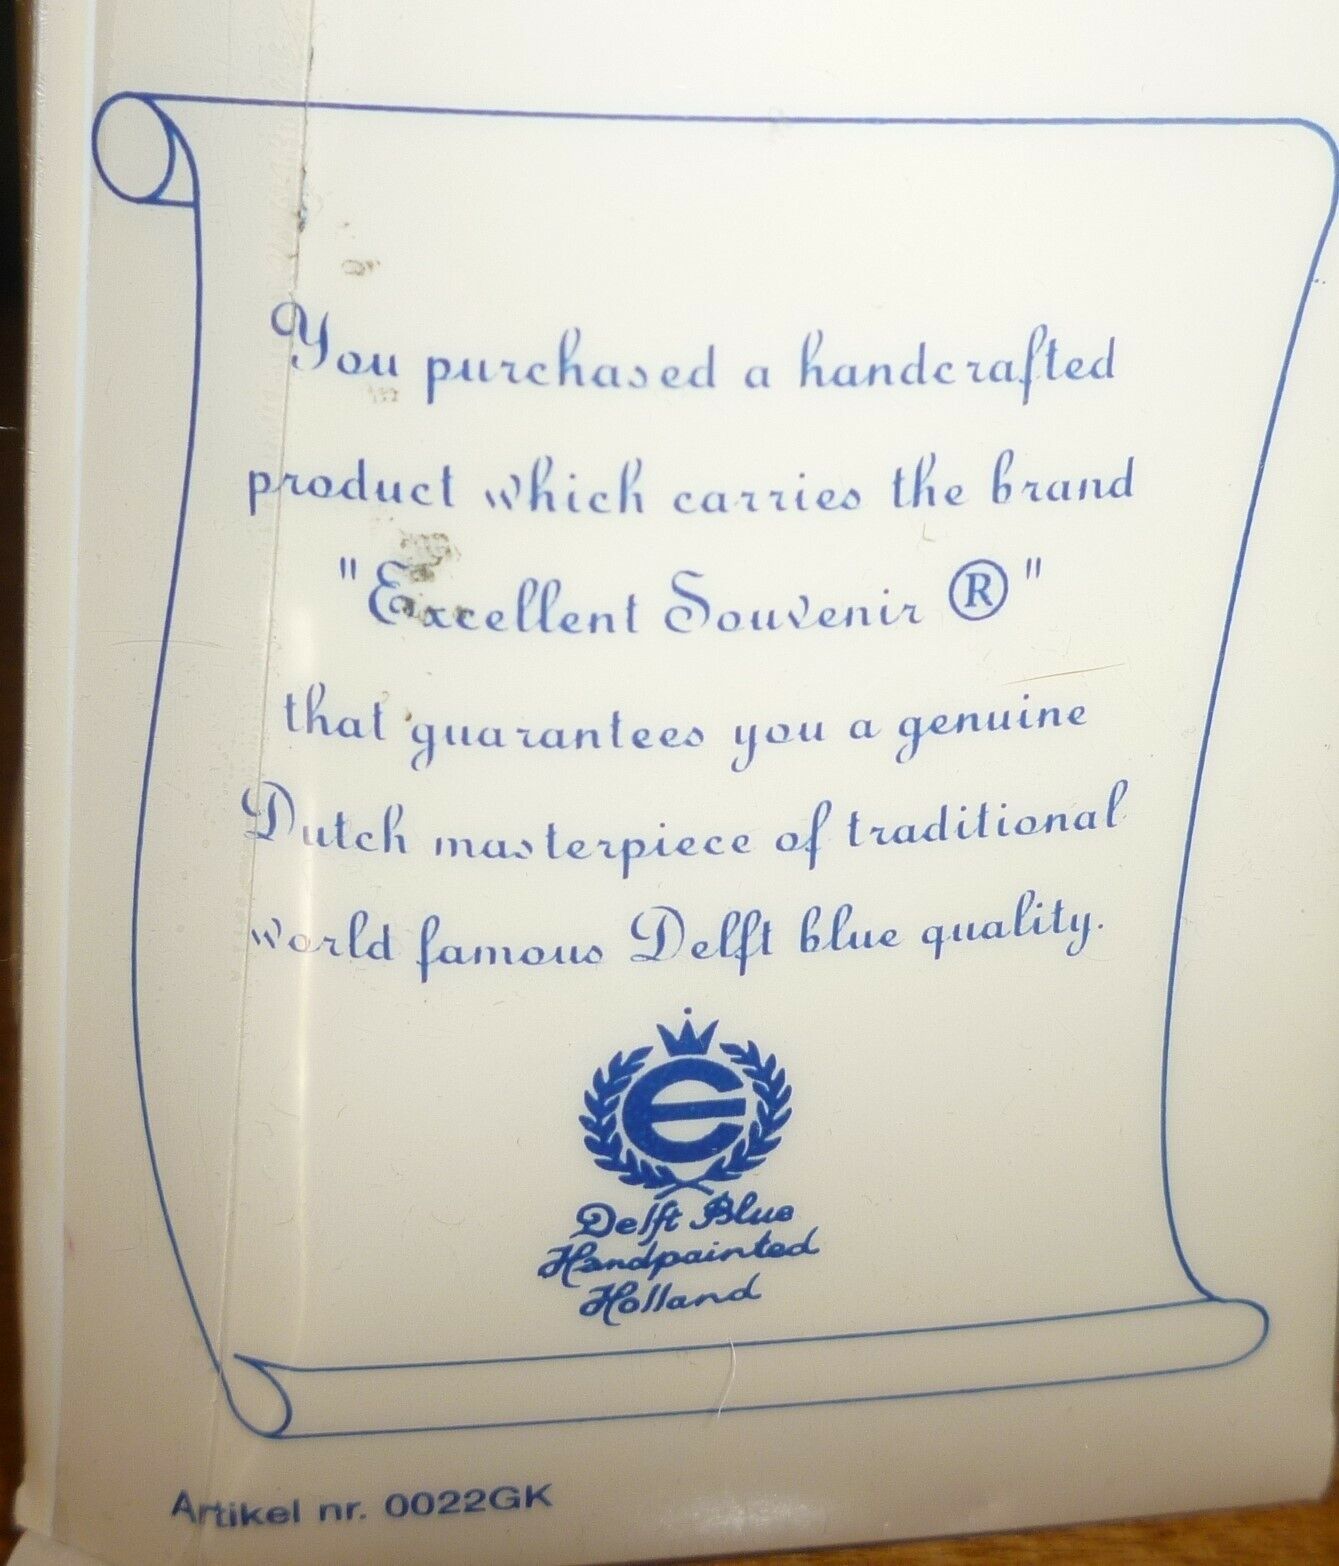 You purchased a handcrafted
product which carries the brand
"Excellent Souvenir ®"
that guarantees you a genuine
Dutch masterpiece of traditional
world famous Delft blue quality.
e
Delft Blue
Handpainted
Holland
Artikel nr. 0022GK